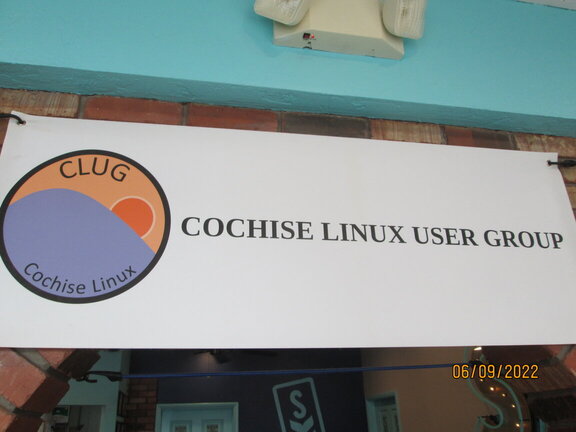 CLUG
Cochise Linux
COCHISE LINUX USER GROUP
06/09/2022
S
S